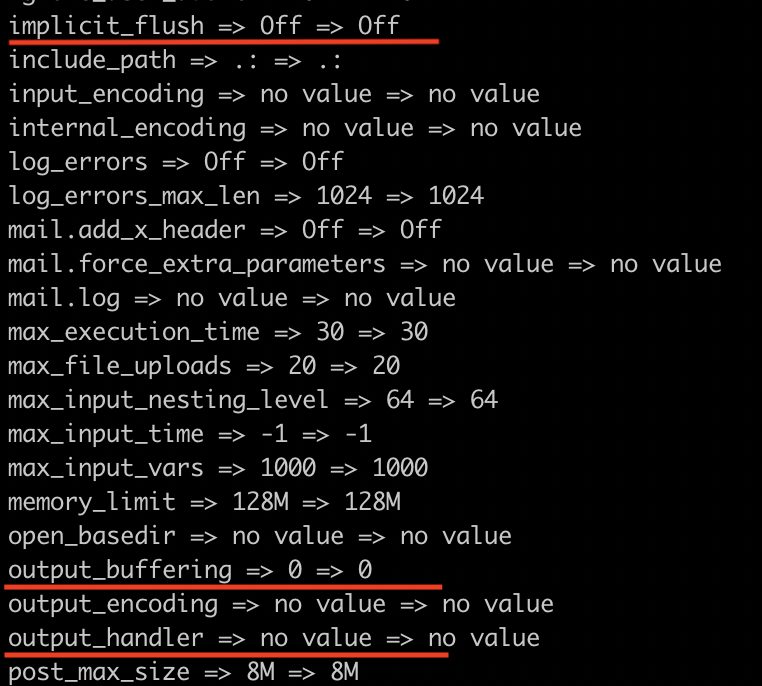 implicit_flush => Off => Off
include_path => .: => .:
input_encoding => no value => no value
internal_encoding => no value => no value
log_errors => Off => Off
log_errors_max_len => 1024 => 1024
mail.add_x_header => Off => Off
mail.force_extra_parameters => no value => no value
mail.log => no value => no value
max_execution_time => 30 => 30
max_file_uploads => 20 => 20
max_input_nesting_level => 64 => 64
max_input_time => -1 => -1
max_input_vars => 1000 => 1000
memory_limit => 128M => 128M
open_basedir => no value => no value
output_buffering => 0 => 0
output_encoding => no value => no value
output_handler => no value => no value
post_max_size => 8M => 8M